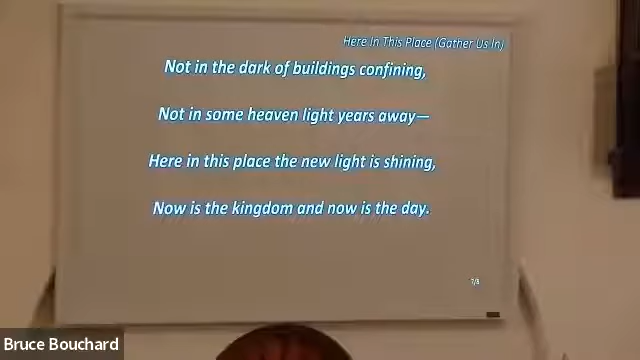 Here In This Place (Gather Us In)
Not in the dark of buildings confining,
Not in some heaven light years away—
Here in this place the new light is shining,
Now is the kingdom and now is the day.
7/8
Bruce Bouchard